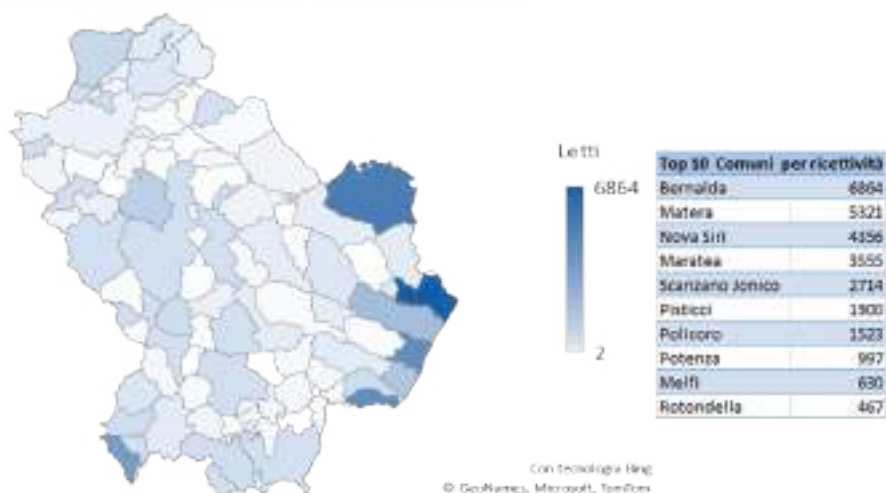 Letti
6864
2
Top 10 Comuni per ricettività
Bernalda 6864
Matera 5321
Nova Siri 4356
Maratea 3555
Scanzano Jonico 2714
Pisticci 1900
Policoro 1523
Potenza 997
Melfi 630
Rotondella 467
Con tecnologia Bing
© GeoNames, Microsoft, TomTom